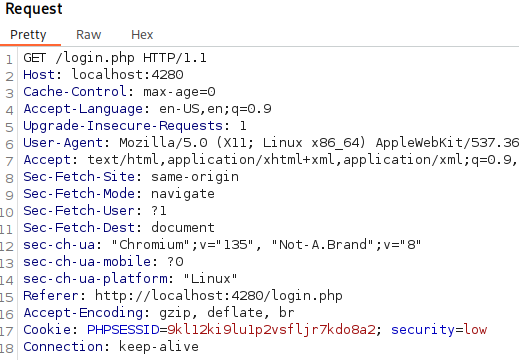 Request
Pretty Raw Hex
1 GET /login.php HTTP/1.1
2 Host: localhost:4280
3 Cache-Control: max-age=0
4 Accept-Language: en-US,en;q=0.9
5 Upgrade-Insecure-Requests: 1
6 User-Agent: Mozilla/5.0 (X11; Linux x86_64) AppleWebKit/537.36
7 Accept: text/html,application/xhtml+xml,application/xml;q=0.9,
8 Sec-Fetch-Site: same-origin
9 Sec-Fetch-Mode: navigate
10 Sec-Fetch-User: ?1
11 Sec-Fetch-Dest: document
12 sec-ch-ua: "Chromium";v="135", "Not-A.Brand";v="8"
13 sec-ch-ua-mobile: ?0
14 sec-ch-ua-platform: "Linux"
15 Referer: http://localhost:4280/login.php
16 Accept-Encoding: gzip, deflate, br
17 Cookie: PHPSESSID=9kl12ki9lu1p2vsfljr7kdo8a2; security=low
18 Connection: keep-alive